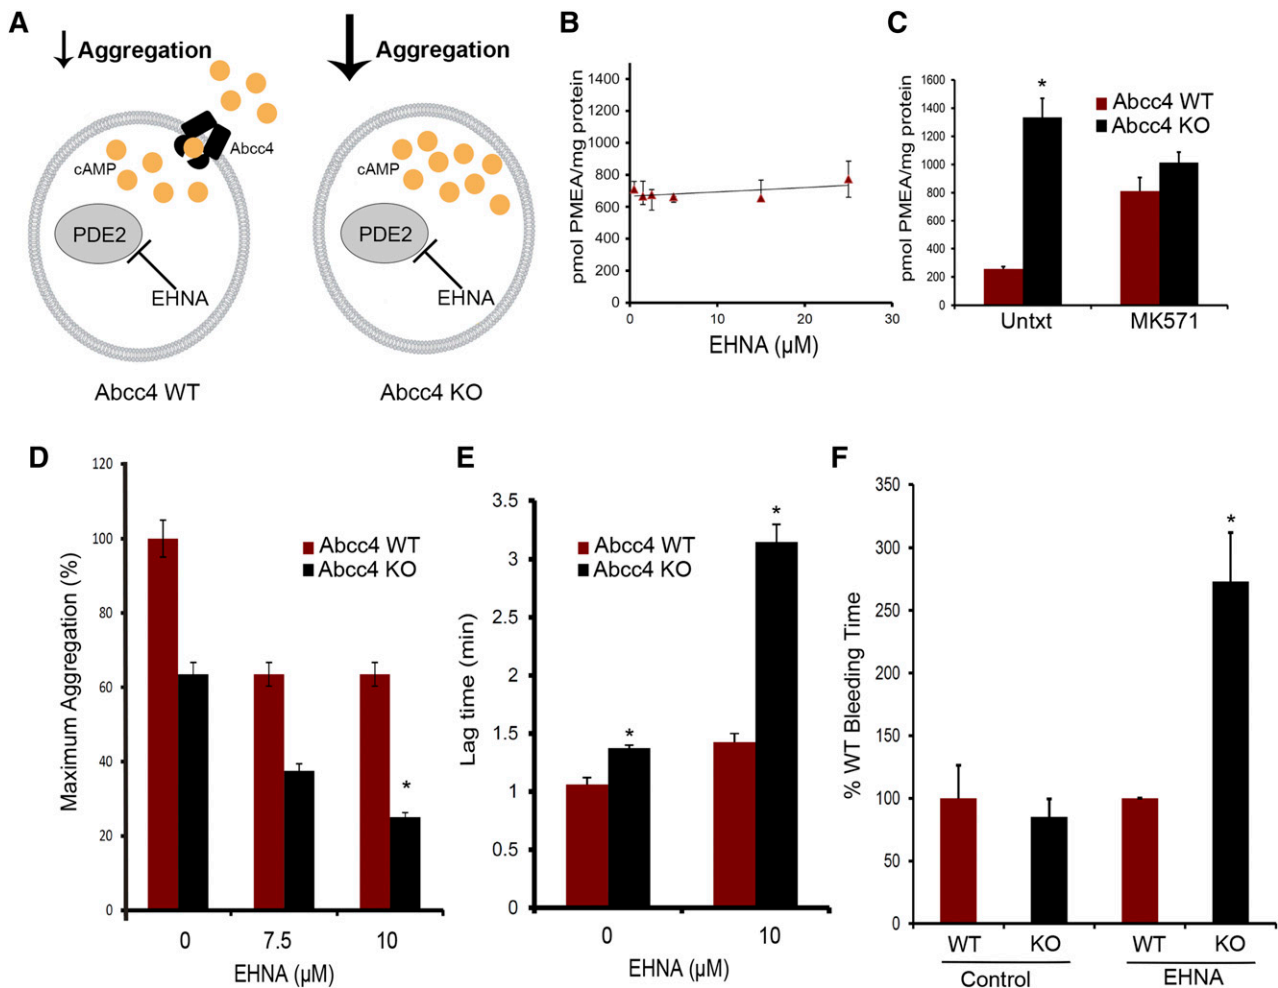 A
Aggregation
Aggregation
cAMP
Abcc4
cAMP
PDE2
PDE2
EHNA
EHNA
Abcc4 WT
Abcc4 KO
B
pmol PMEA/mg protein
1400
1200
1000
800
600
400
200
0
0
10
20
30
EHNA (µM)
C
pmol PMEA/mg protein
1600
1400
1200
1000
800
600
400
200
0
*
Abcc4 WT
Abcc4 KO
Untxt
MK571
D
Maximum Aggregation (%)
120
100
80
60
40
20
0
Abcc4 WT
Abcc4 KO
*
0
7.5
10
EHNA (µM)
E
Lag time (min)
3.5
3
2.5
2
1.5
1
0.5
0
Abcc4 WT
Abcc4 KO
*
*
0
10
EHNA (µM)
F
% WT Bleeding Time
350
300
250
200
150
100
50
0
*
WT
KO
WT
KO
Control
EHNA